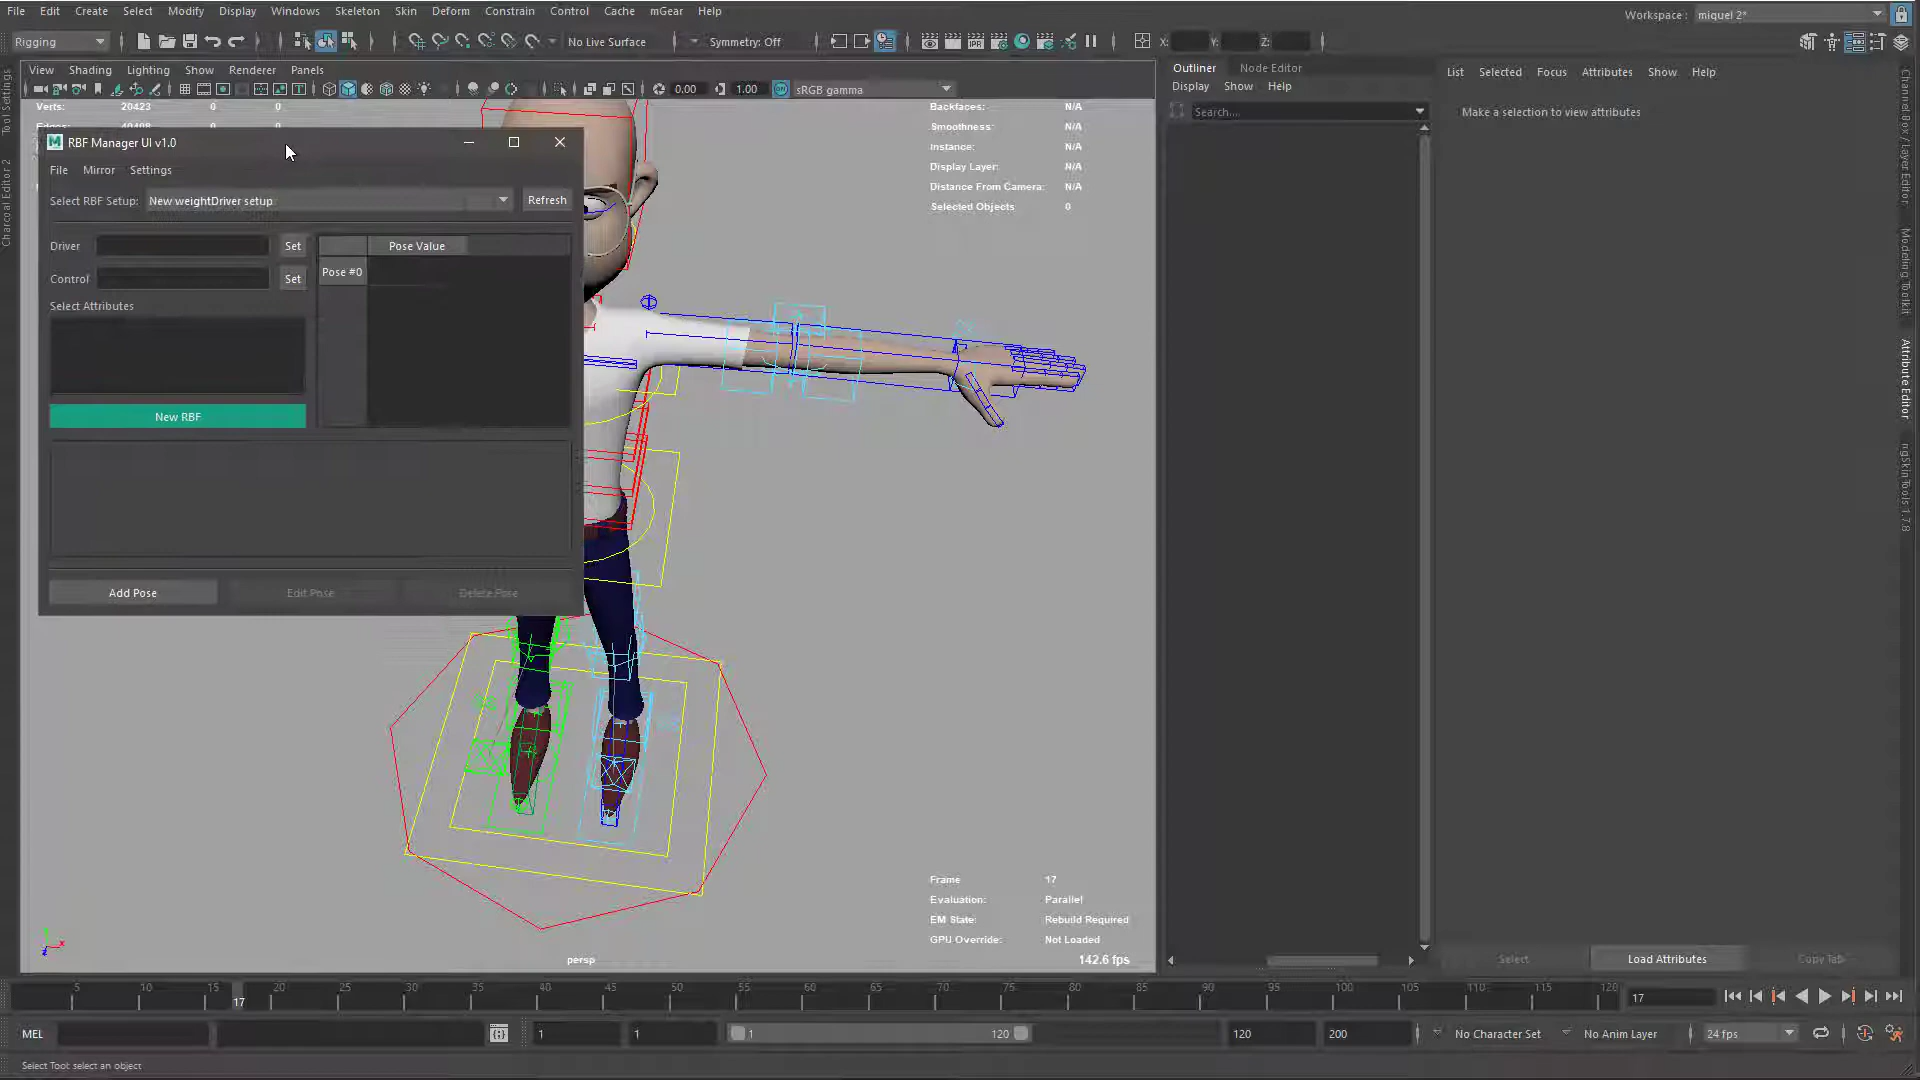 File Edit Create Select Modify Display Windows Skeleton Skin Deform Constrain Control Cache mGear Help
Workspace : miquel 2*
Rigging No Live Surface Symmetry: Off X: Y: Z:
View Shading Lighting Show Renderer Panels
0.00 1.00 sRGB gamma
Verts: 20423 0 0
Backfaces: N/A
Smoothness: N/A
Instance: N/A
Display Layer: N/A
Distance From Camera: N/A
Selected Objects: 0
RBF Manager UI v1.0
File Mirror Settings
Select RBF Setup: New weightDriver setup Refresh
Driver Set
Control Set
Select Attributes
New RBF
Pose Value
Pose #0
Add Pose Edit Pose Delete Pose
Frame 17
Evaluation: Parallel
EM State: Rebuild Required
GPU Override: Not Loaded
persp 142.6 fps
Outliner Node Editor
Display Show Help
Search...
List Selected Focus Attributes Show Help
Make a selection to view attributes
Select Load Attributes Copy Tab
Tool Settings
Charcoal Editor 2
Channel Box / Layer Editor
Modeling Toolkit
Attribute Editor
ngSkinTools 1.7.8
5 10 15 17 20 25 30 35 40 45 50 55 60 65 70 75 80 85 90 95 100 105 110 115 120
17
MEL 1 1 1 120 120 200 No Character Set No Anim Layer 24 fps
Select Tool: select an object